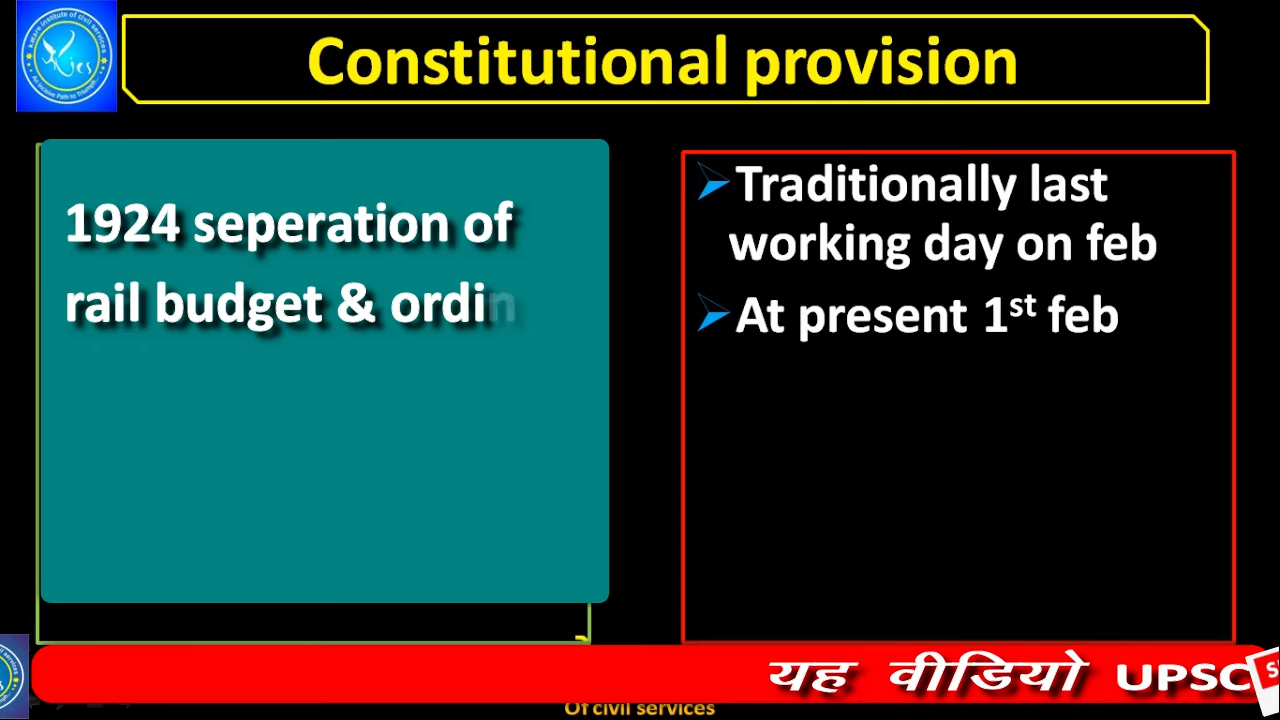 Constitutional provision
1924 seperation of
rail budget & ordin
Traditionally last
working day on feb
At present 1st feb
यह वीडियो UPSC
Of civil services